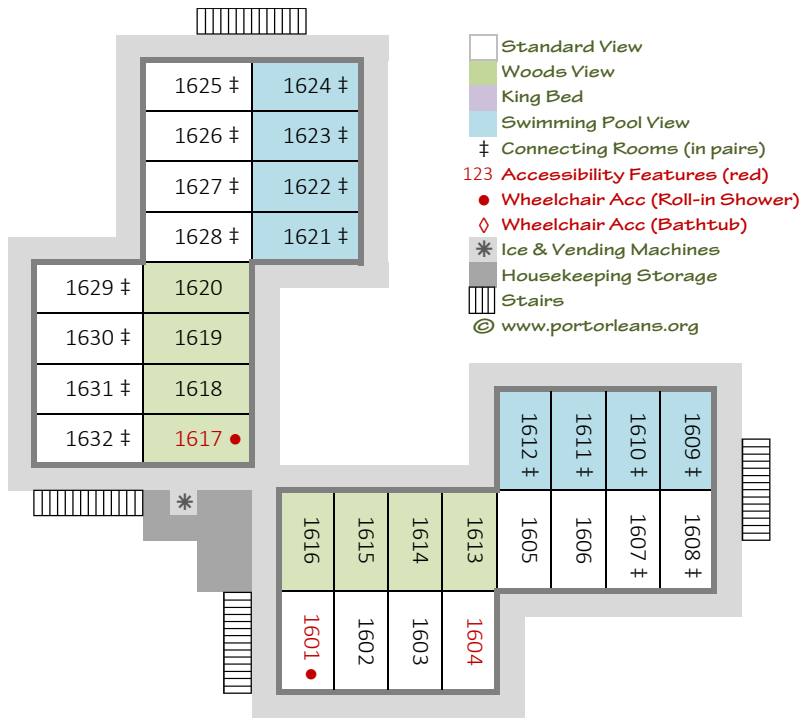 1625 ‡ 1624 ‡
1626 ‡ 1623 ‡
1627 ‡ 1622 ‡
1628 ‡ 1621 ‡
1629 ‡ 1620
1630 ‡ 1619
1631 ‡ 1618
1632 ‡ 1617 ●
Standard View
Woods View
King Bed
Swimming Pool View
‡ Connecting Rooms (in pairs)
123 Accessibility Features (red)
● Wheelchair Acc (Roll-in Shower)
◊ Wheelchair Acc (Bathtub)
Ice & Vending Machines
Housekeeping Storage
Stairs
© www.portorleans.org
1612 ‡ 1611 ‡ 1610 ‡ 1609 ‡
1605 1606 1607 ‡ 1608 ‡
1616 1615 1614 1613
1601 ● 1602 1603 1604